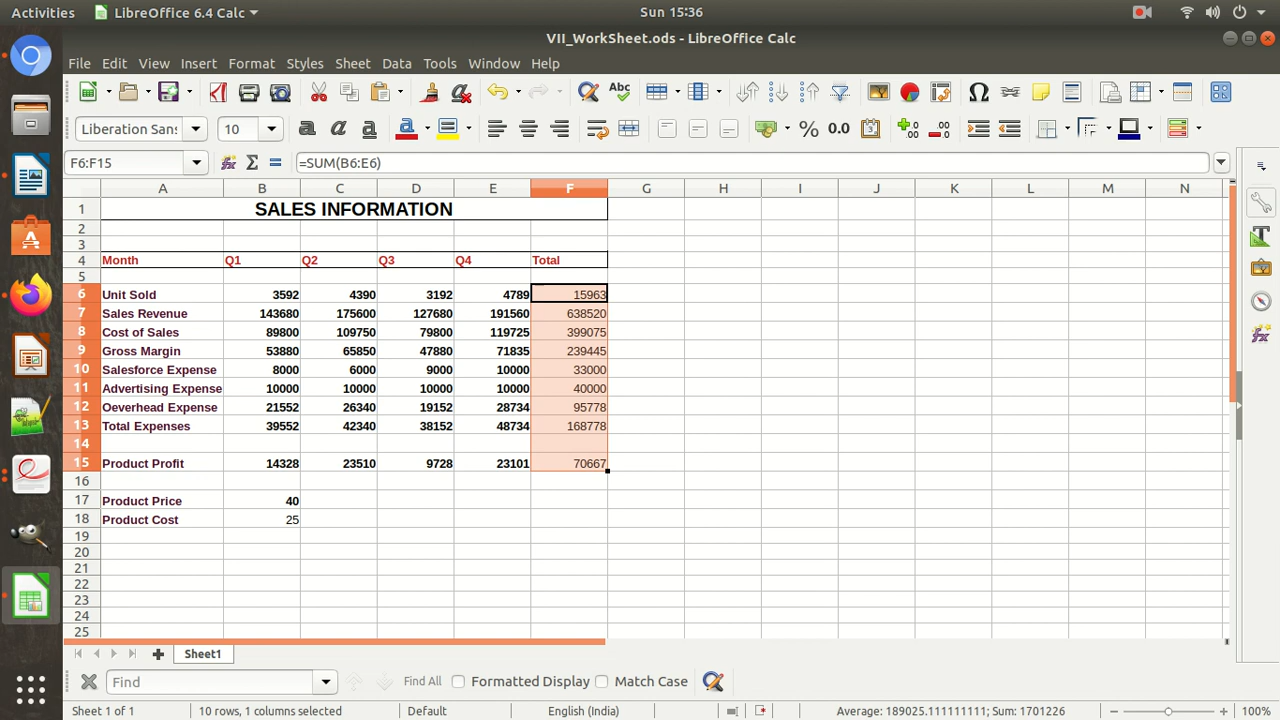 Activities LibreOffice 6.4 Calc Sun 15:36
VII_WorkSheet.ods - LibreOffice Calc
File Edit View Insert Format Styles Sheet Data Tools Window Help
Abc
Liberation Sans 10 a a a a % 0.0
F6:F15 fx Σ = =SUM(B6:E6)
A B C D E F G H I J K L M N
1 SALES INFORMATION
2
3
4 Month Q1 Q2 Q3 Q4 Total
5
6 Unit Sold 3592 4390 3192 4789 15963
7 Sales Revenue 143680 175600 127680 191560 638520
8 Cost of Sales 89800 109750 79800 119725 399075
9 Gross Margin 53880 65850 47880 71835 239445
10 Salesforce Expense 8000 6000 9000 10000 33000
11 Advertising Expense 10000 10000 10000 10000 40000
12 Oeverhead Expense 21552 26340 19152 28734 95778
13 Total Expenses 39552 42340 38152 48734 168778
14
15 Product Profit 14328 23510 9728 23101 70667
16
17 Product Price 40
18 Product Cost 25
19
20
21
22
23
24
25
Sheet1
Find Find All Formatted Display Match Case
Sheet 1 of 1 10 rows, 1 columns selected Default English (India) Average: 189025.111111111; Sum: 1701226 100%